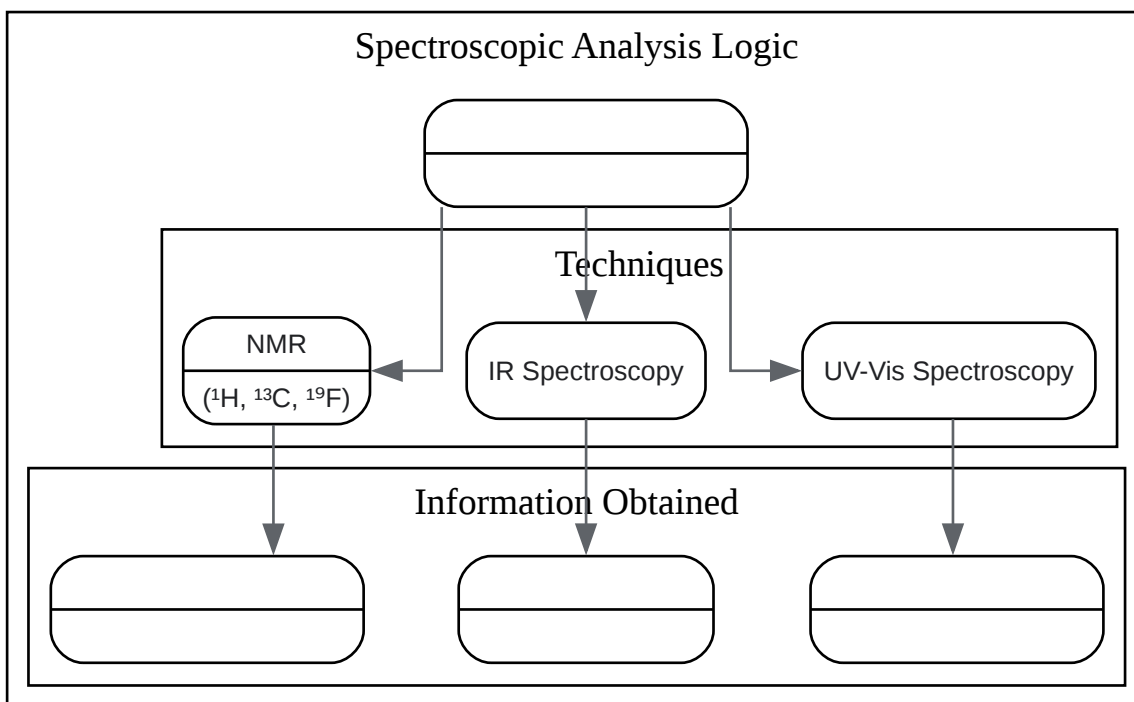 Spectroscopic Analysis Logic
Techniques
NMR
(¹H, ¹³C, ¹⁹F)
IR Spectroscopy
UV-Vis Spectroscopy
Information Obtained